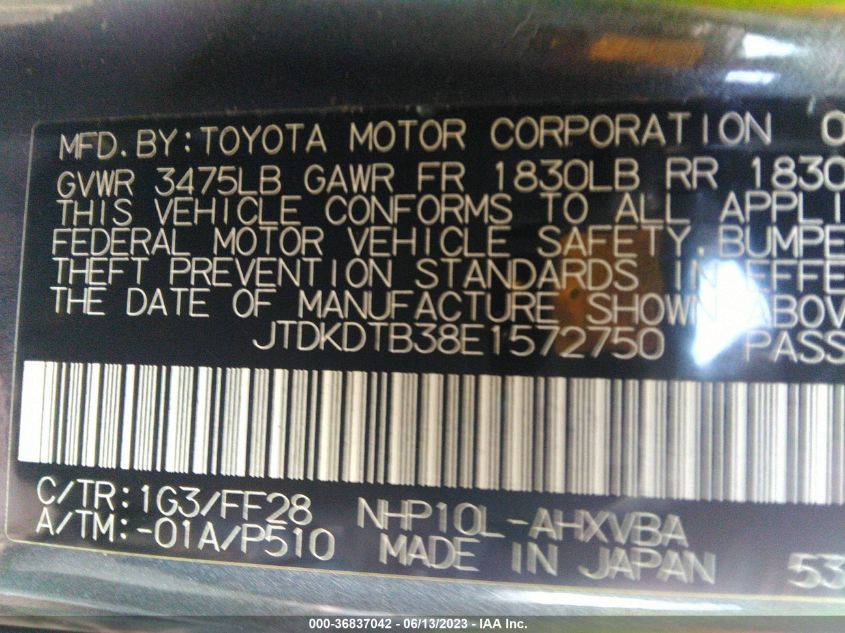 MFD.BY:TOYOTA MOTOR CORPORATION 0
GVWR 3475LB GAWR FR 1830LB RR 1830
THIS VEHICLE CONFORMS TO ALL APPLI
FEDERAL MOTOR VEHICLE SAFETY,BUMPE
THEFT PREVENTION STANDARDS IN EFFE
THE DATE OF MANUFACTURE SHOWN ABOV
JTDKDTB38E1572750 PASS
C/TR:1G3/FF28 NHP10L-AHXVBA
A/TM:-01A/P510 MADE IN JAPAN 53
000-36837042 - 06/13/2023 - IAA Inc.